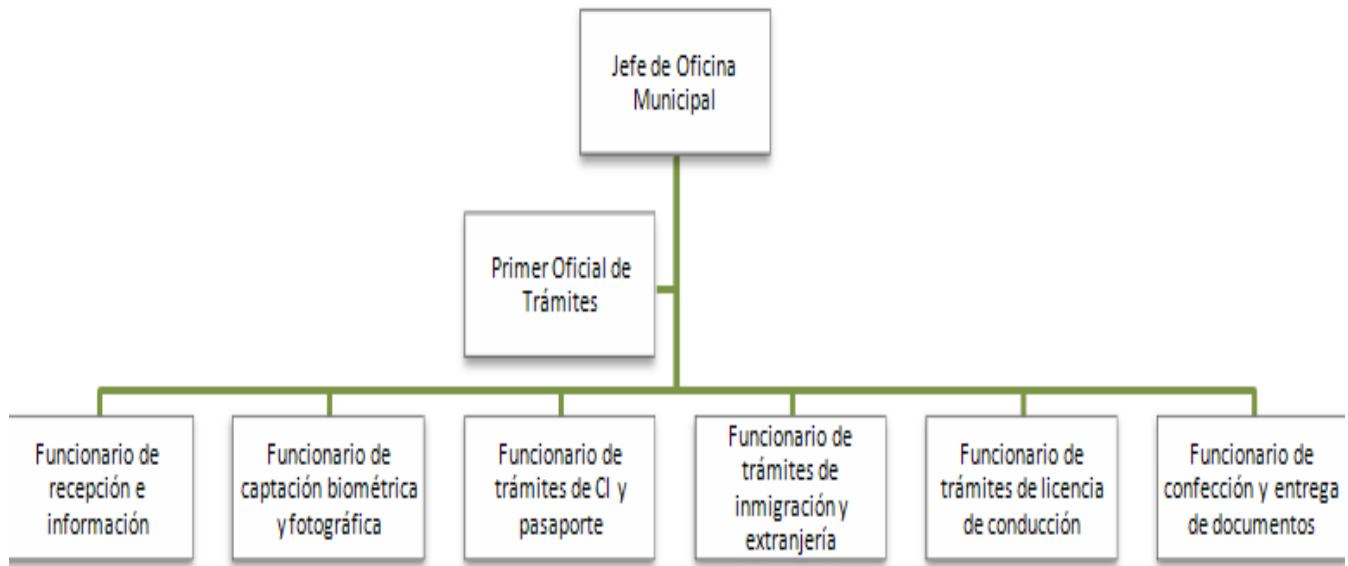 Jefe de Oficina
Municipal
Primer Oficial de
Trámites
Funcionario de
recepción e
información
Funcionario de
captación biométrica
y fotográfica
Funcionario de
trámites de CI y
pasaporte
Funcionario de
trámites de
inmigración y
extranjería
Funcionario de
trámites de licencia
de conducción
Funcionario de
confección y entrega
de documentos